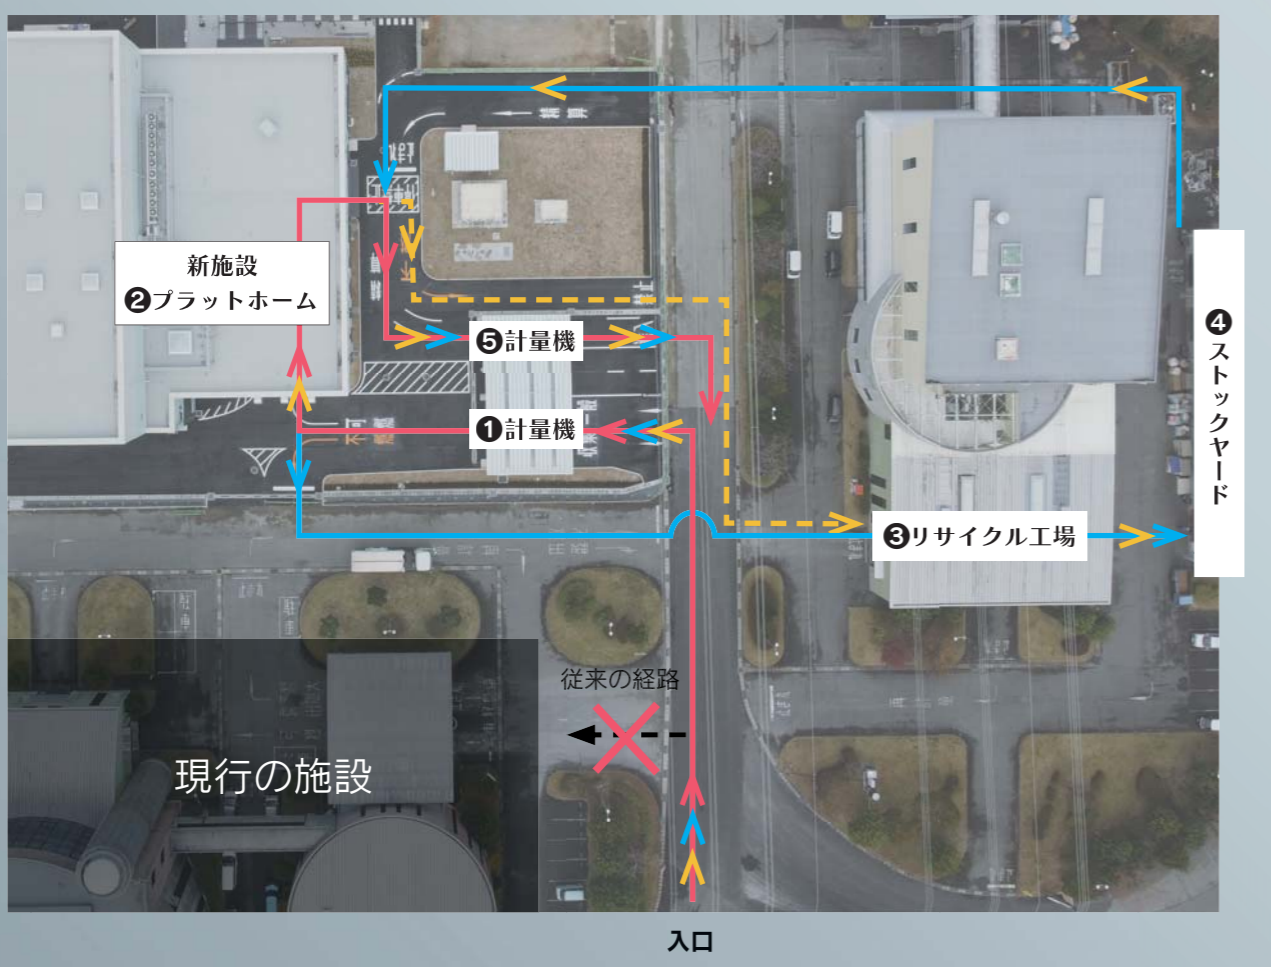 新施設
❷プラットホーム
❺計量機
❶計量機
❹ストックヤード
❸リサイクル工場
従来の経路
現行の施設
入口